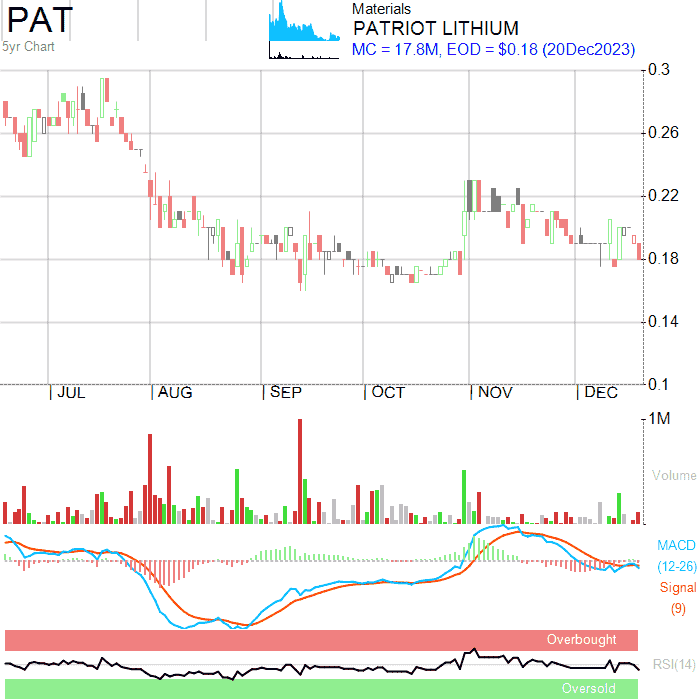 PAT
5yr Chart
Materials
PATRIOT LITHIUM
MC = 17.8M, EOD = $0.18 (20Dec2023)
0.3
0.26
0.22
0.18
0.14
0.1
JUL AUG SEP OCT NOV DEC
1M
Volume
MACD
(12-26)
Signal
(9)
Overbought
RSI(14)
Oversold